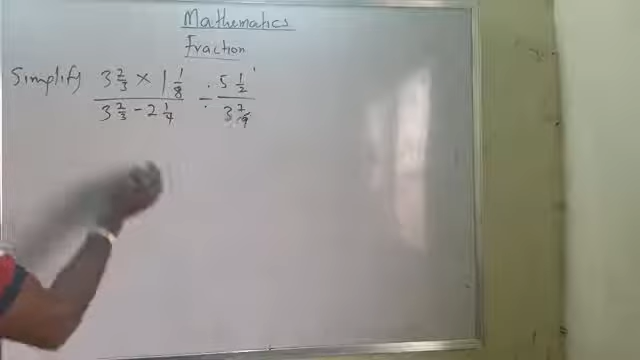 Mathematics
Fraction
Simplify 3 2/3 × 1 1/8 ÷ 5 1/2
3 2/3 - 2 1/4 3 7/9